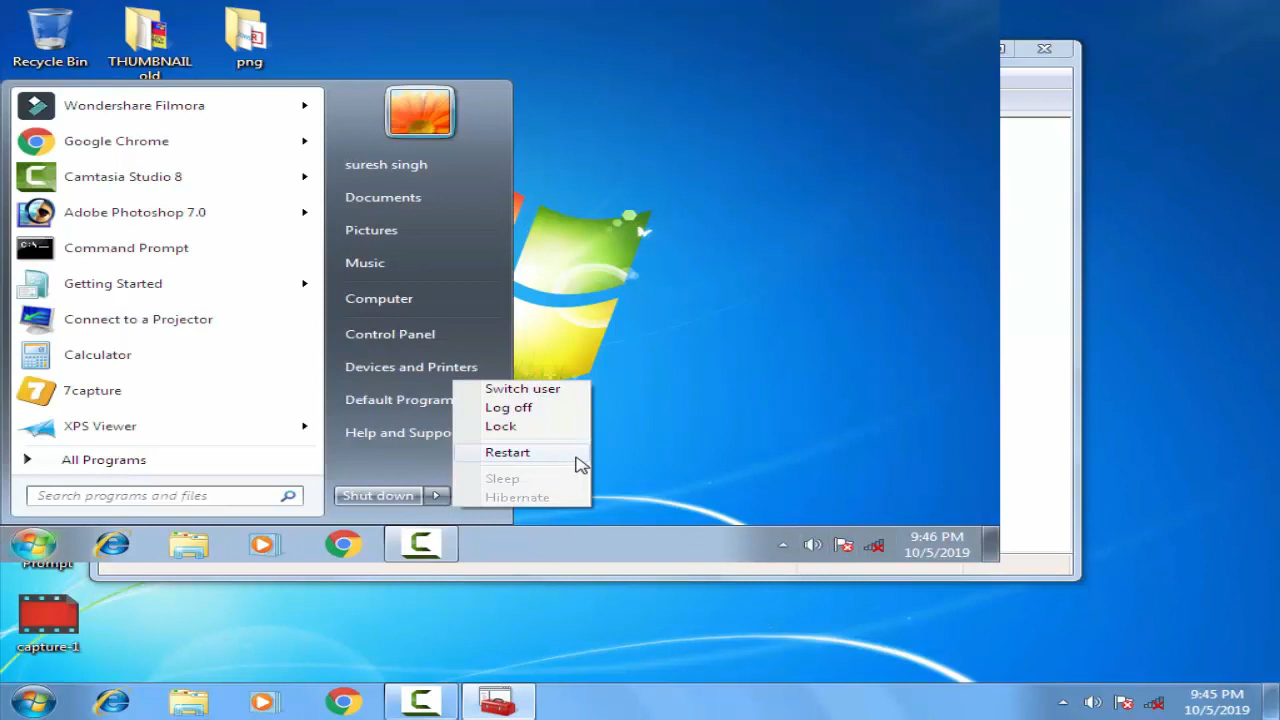 Recycle Bin
THUMBNAIL
old
png
Wondershare Filmora
Google Chrome
Camtasia Studio 8
Adobe Photoshop 7.0
Command Prompt
Getting Started
Connect to a Projector
Calculator
7capture
XPS Viewer
All Programs
Search programs and files
suresh singh
Documents
Pictures
Music
Computer
Control Panel
Devices and Printers
Default Program
Help and Suppo
Shut down
Switch user
Log off
Lock
Restart
Sleep
Hibernate
9:46 PM
10/5/2019
Prompt
capture-1
9:45 PM
10/5/2019